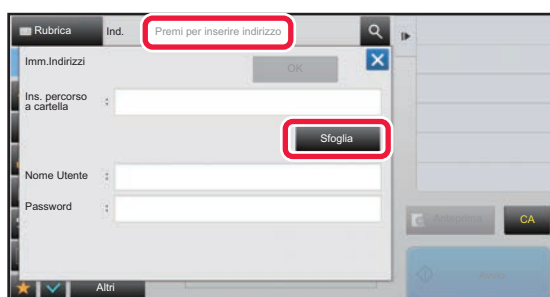 Rubrica Ind. Premi per inserire indirizzo
Imm.Indirizzi OK
Ins. percorso
a cartella :
Sfoglia
Nome Utente :
Password :
Anteprima CA
Avvio
Altri